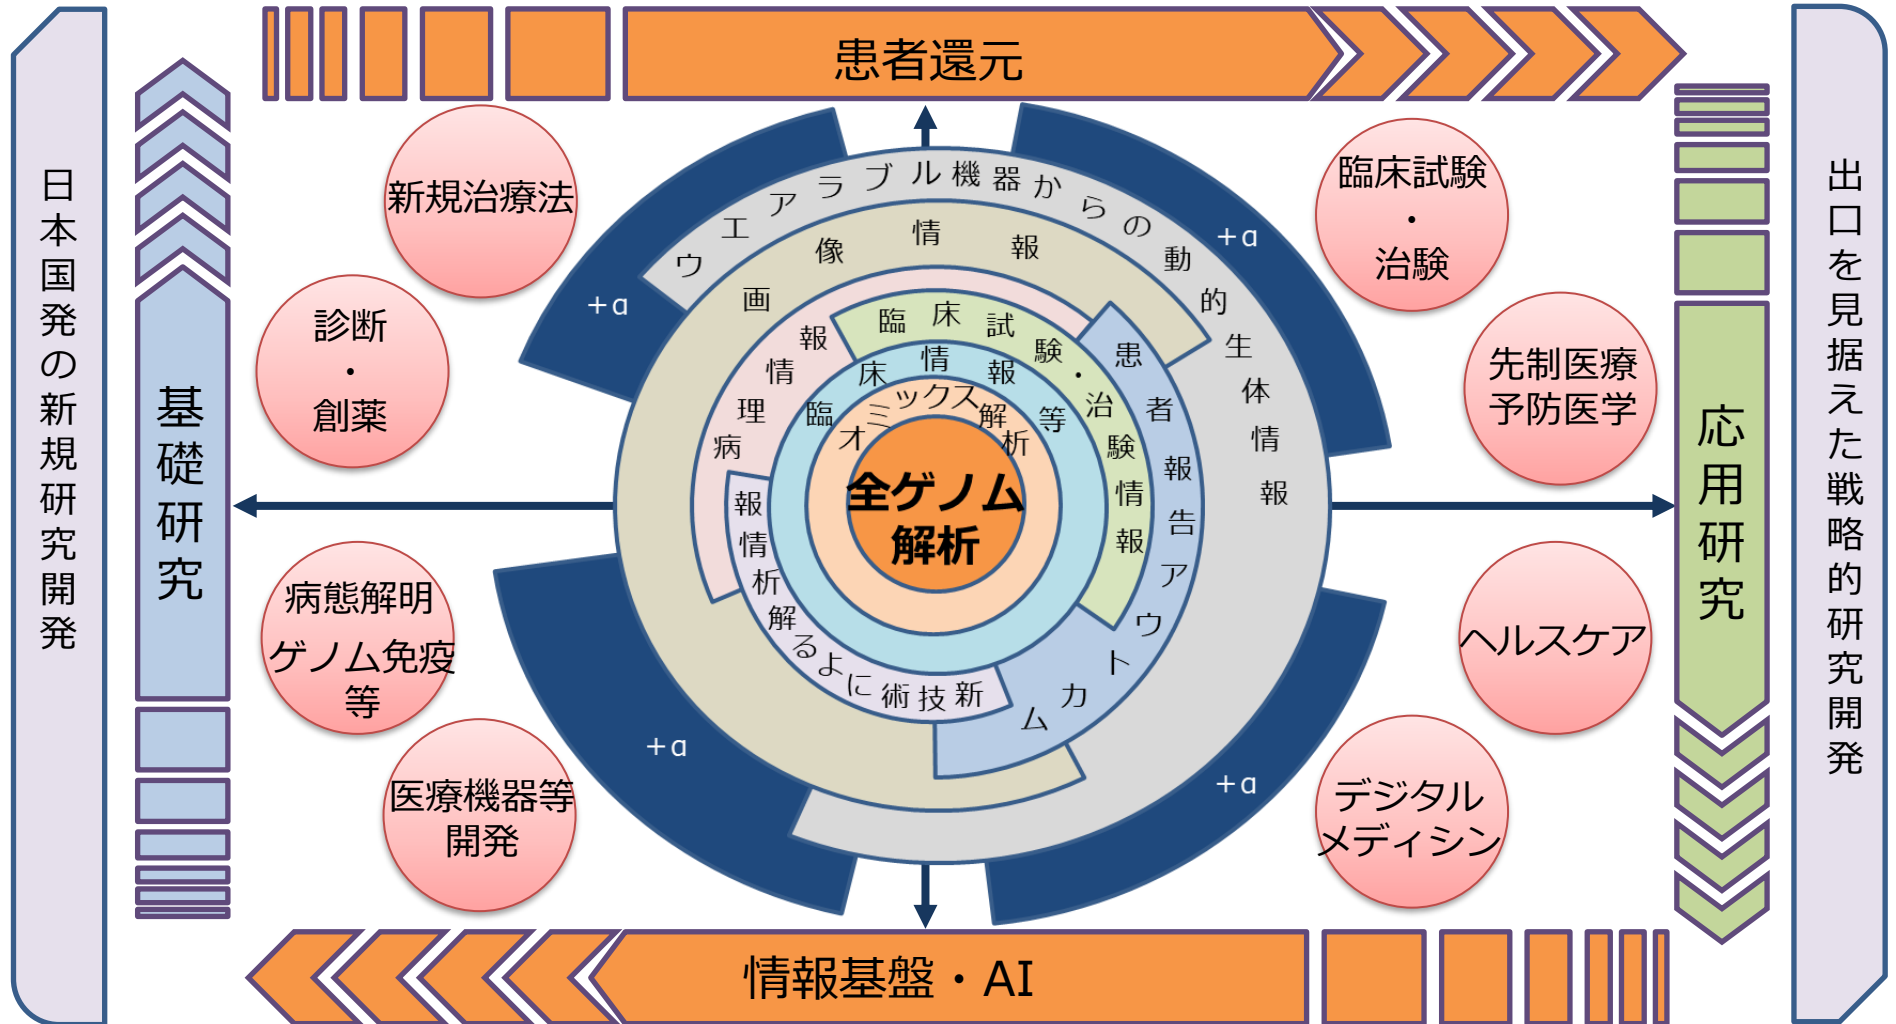 患者還元
日本国発の新規研究開発
基礎研究
新規治療法
診断
・
創薬
病態解明
ゲノム免疫
等
医療機器等
開発
+α
+α
+α
+α
ウエアラブル機器からの動的生体情報
画像情報
病理情報
臨床試験・治験情報
患者報告アウトカム
臨床情報等
オミックス解析
新技術による解析情報
全ゲノム
解析
臨床試験
・
治験
先制医療
予防医学
ヘルスケア
デジタル
メディシン
応用研究
出口を見据えた戦略的研究開発
情報基盤・AI